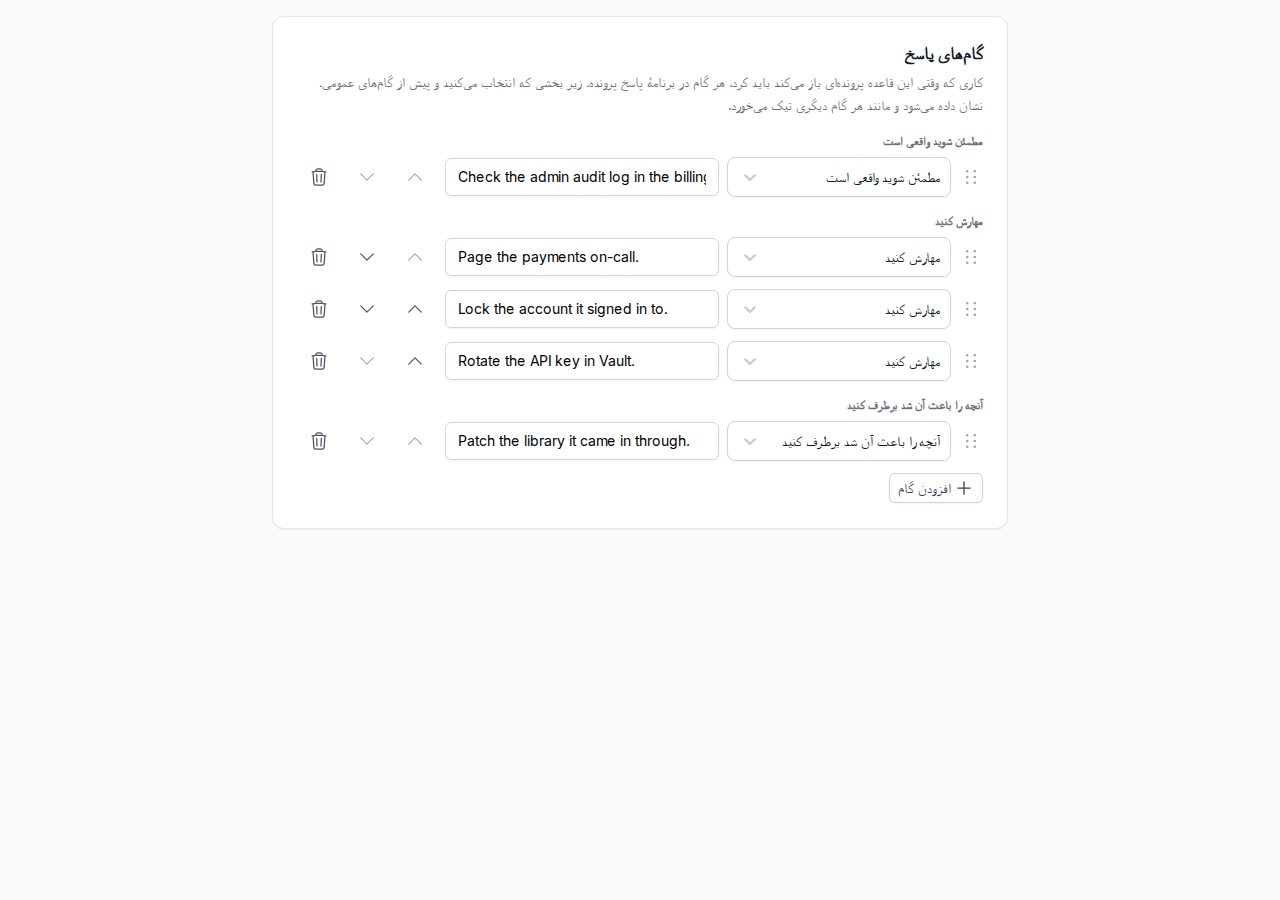 گام‌های پاسخ
کاری که وقتی این قاعده پرونده‌ای باز می‌کند باید کرد. هر گام در برنامهٔ پاسخ پرونده، زیر بخشی که انتخاب می‌کنید و پیش از گام‌های عمومی،
نشان داده می‌شود و مانند هر گام دیگری تیک می‌خورد.
مطمئن شوید واقعی است
مطمئن شوید واقعی است Check the admin audit log in the billing
مهارش کنید
مهارش کنید Page the payments on-call.
مهارش کنید Lock the account it signed in to.
مهارش کنید Rotate the API key in Vault.
آنچه را باعث آن شد برطرف کنید
آنچه را باعث آن شد برطرف کنید Patch the library it came in through.
افزودن گام